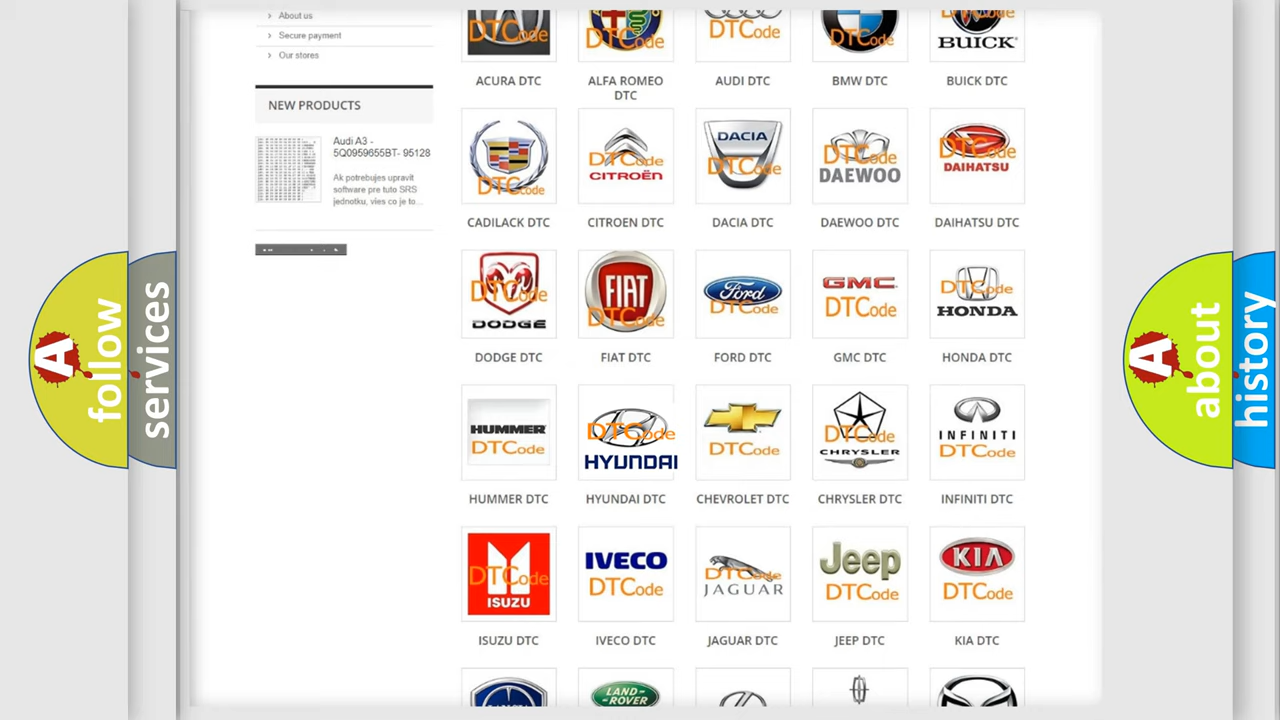 About us
Secure payment
Our stores
NEW PRODUCTS
Audi A3 -
5Q0959655BT- 95128
Ak potrebujes upravit
software pre tuto SRS
jednotku, vies co je to...
DTCode
DTCode
DTCode
DTCode
BUICK
ACURA DTC
ALFA ROMEO
DTC
AUDI DTC
BMW DTC
BUICK DTC
DTCode
DTCode
CITROËN
DACIA
DTCode
DTCode
DAEWOO
DTCode
DAIHATSU
CADILACK DTC
CITROEN DTC
DACIA DTC
DAEWOO DTC
DAIHATSU DTC
DTCode
DODGE
FIAT
DTCode
Ford
DTCode
GMC
DTCode
DTCode
HONDA
DODGE DTC
FIAT DTC
FORD DTC
GMC DTC
HONDA DTC
HUMMER
DTCode
DTCode
HYUNDAI
DTCode
DTCode
CHRYSLER
INFINITI
DTCode
HUMMER DTC
HYUNDAI DTC
CHEVROLET DTC
CHRYSLER DTC
INFINITI DTC
DTCode
ISUZU
IVECO
DTCode
DTCode
JAGUAR
Jeep
DTCode
KIA
DTCode
ISUZU DTC
IVECO DTC
JAGUAR DTC
JEEP DTC
KIA DTC
LAND-
ROVER
A
follow
services
A
about
history